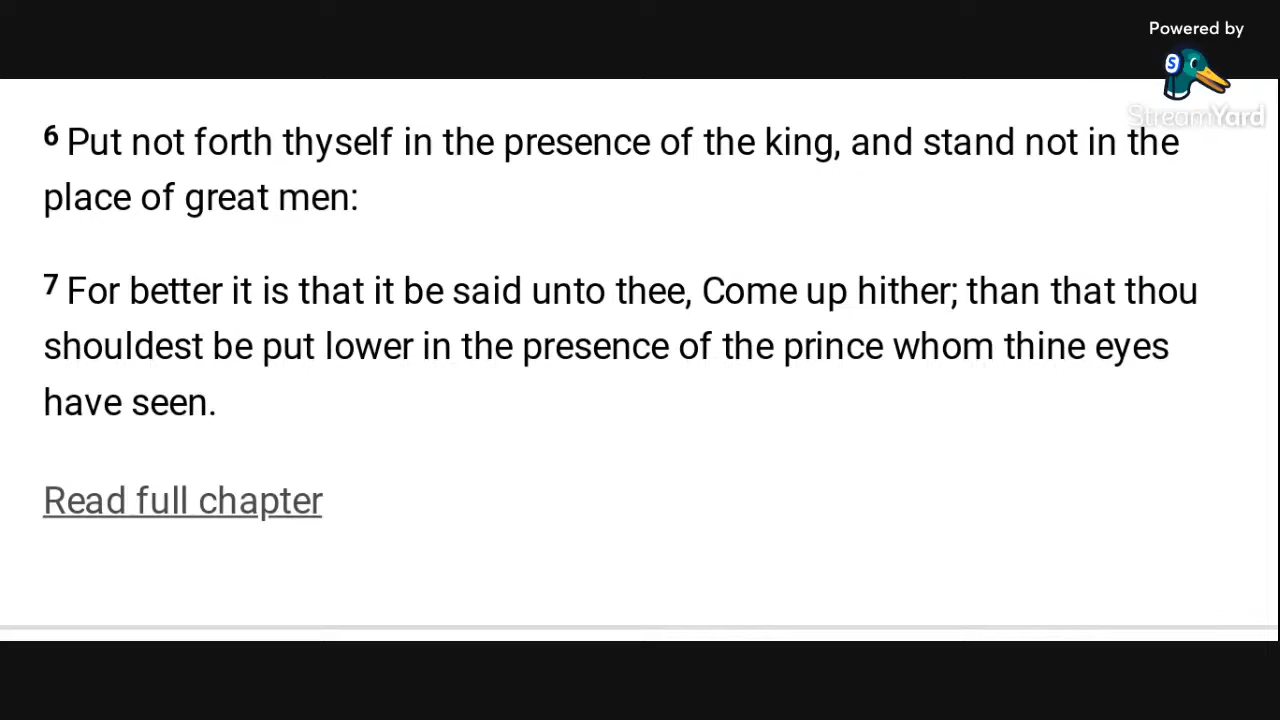 Powered by
S
StreamYard
6 Put not forth thyself in the presence of the king, and stand not in the
place of great men:
7 For better it is that it be said unto thee, Come up hither; than that thou
shouldest be put lower in the presence of the prince whom thine eyes
have seen.
Read full chapter